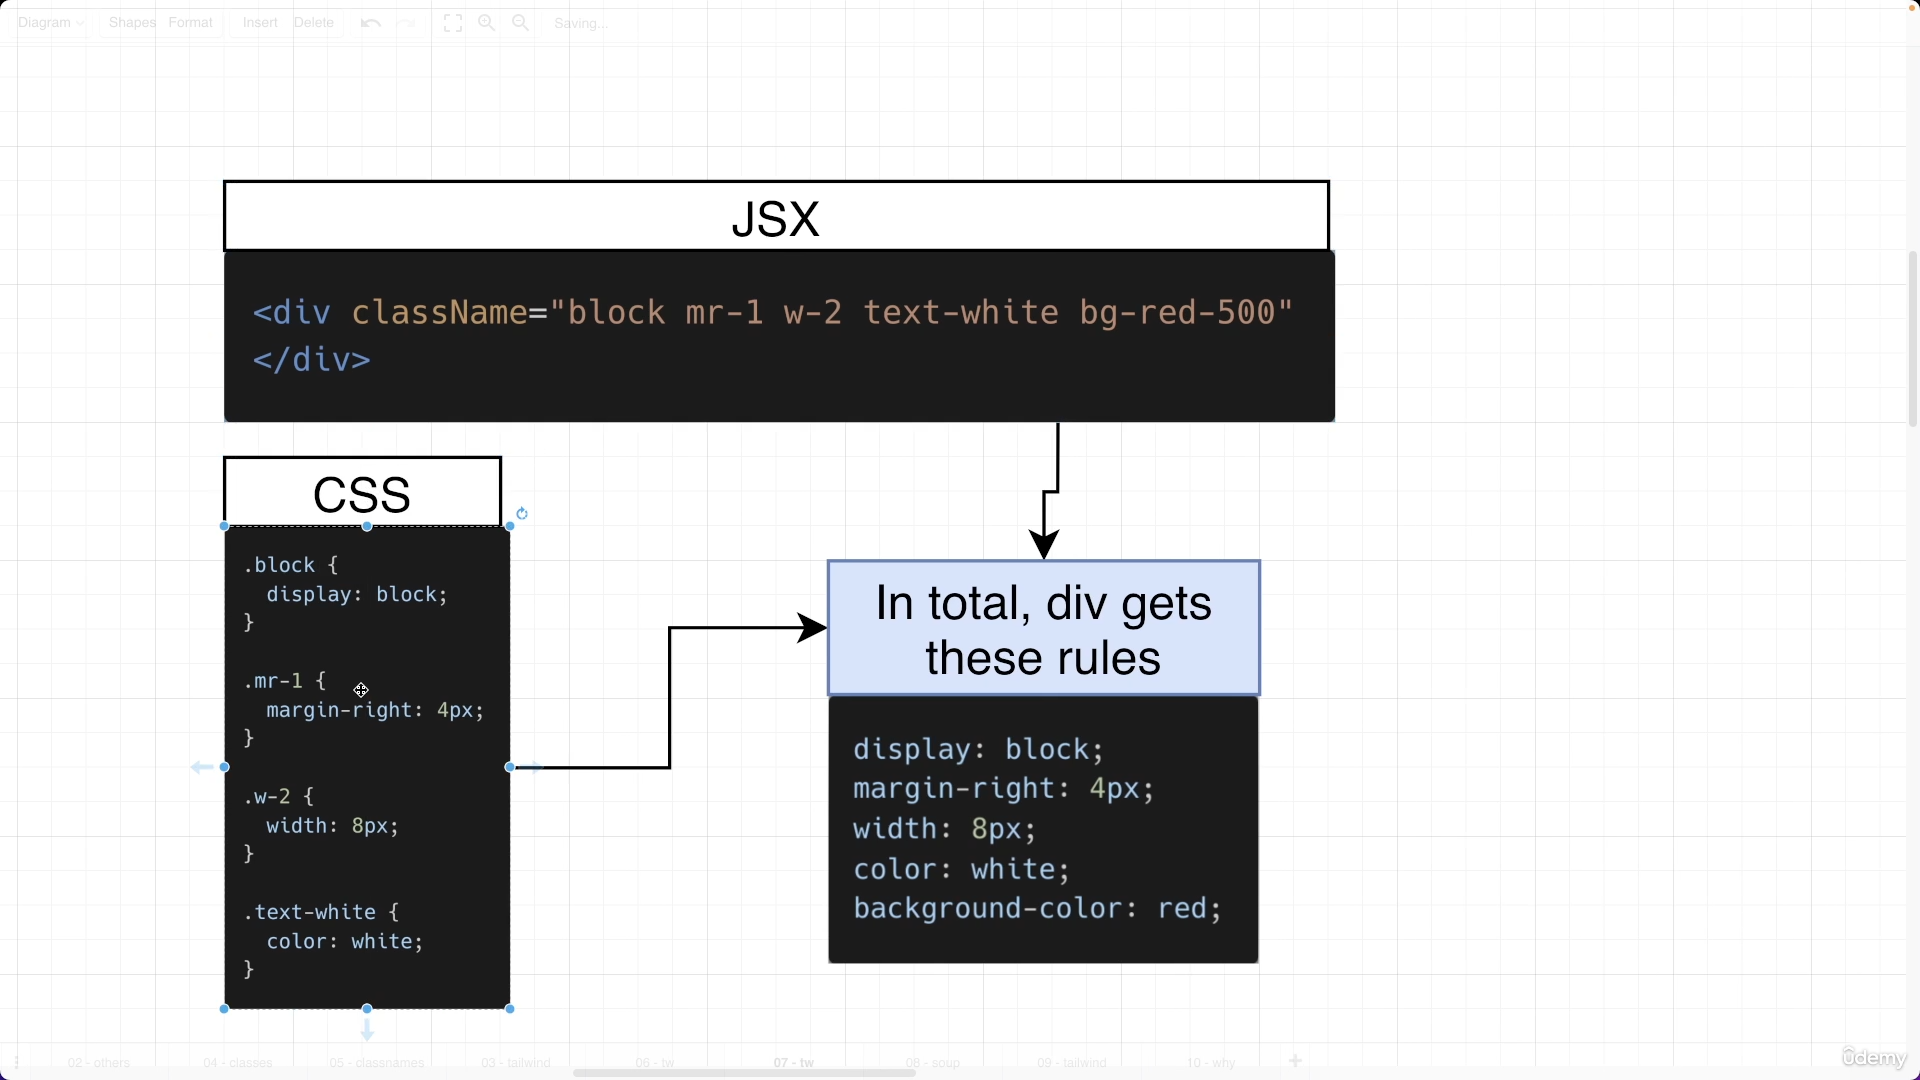 Diagram Shapes Format Insert Delete Saving...
JSX
<div className="block mr-1 w-2 text-white bg-red-500"
</div>
CSS
.block {
display: block;
}
.mr-1 {
margin-right: 4px;
}
.w-2 {
width: 8px;
}
.text-white {
color: white;
}
In total, div gets
these rules
display: block;
margin-right: 4px;
width: 8px;
color: white;
background-color: red;
02 - others 04 - classes 05 - classnames 03 - tailwind 06 - tw 07 - tw 08 - soup 09 - tailwind 10 - why
ûdemy